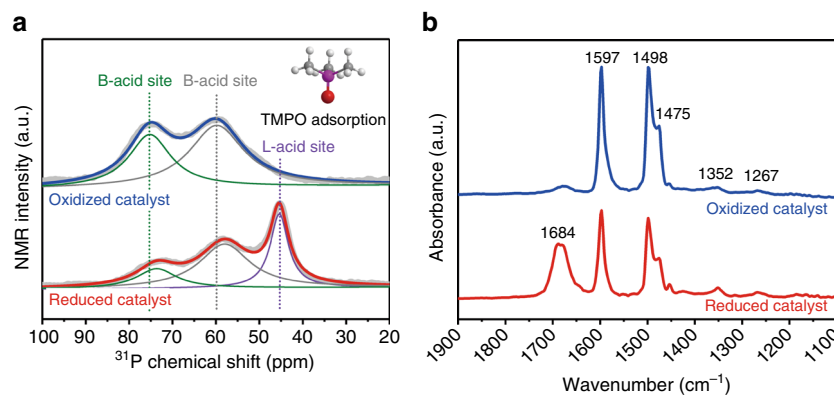 a
B-acid site
B-acid site
TMPO adsorption
L-acid site
Oxidized catalyst
Reduced catalyst
NMR intensity (a.u.)
100 90 80 70 60 50 40 30 20
³¹P chemical shift (ppm)
b
1597
1498
1475
1352
1267
Oxidized catalyst
1684
Reduced catalyst
Absorbance (a.u.)
1900 1800 1700 1600 1500 1400 1300 1200 1100
Wavenumber (cm⁻¹)